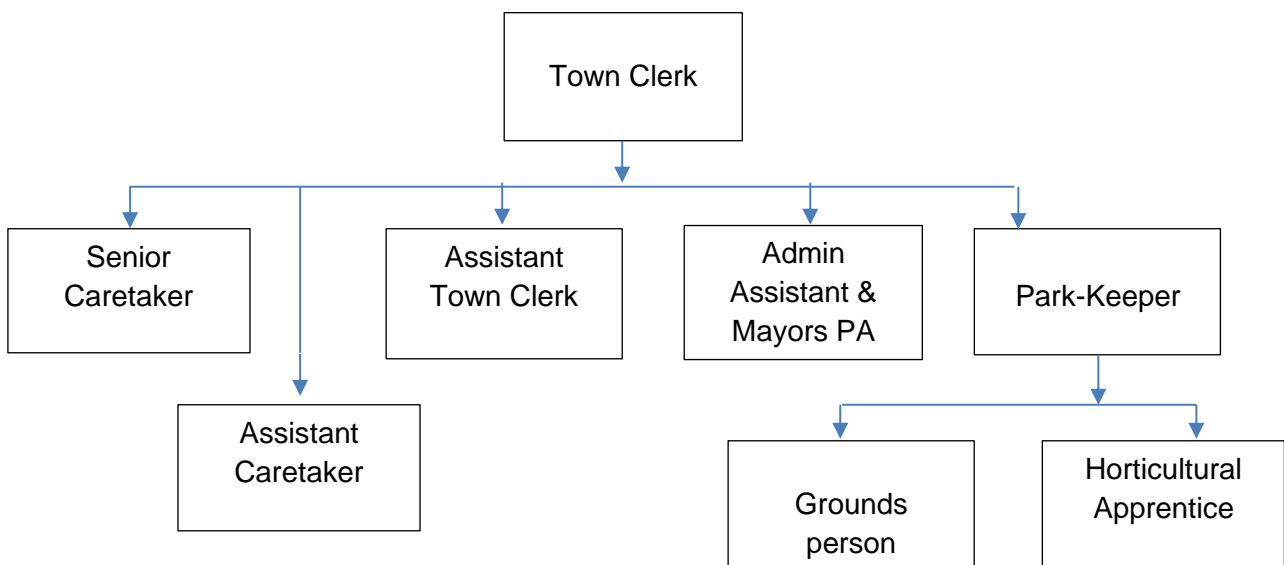 Town Clerk
Senior
Caretaker
Assistant
Town Clerk
Admin
Assistant &
Mayors PA
Park-Keeper
Assistant
Caretaker
Grounds
person
Horticultural
Apprentice